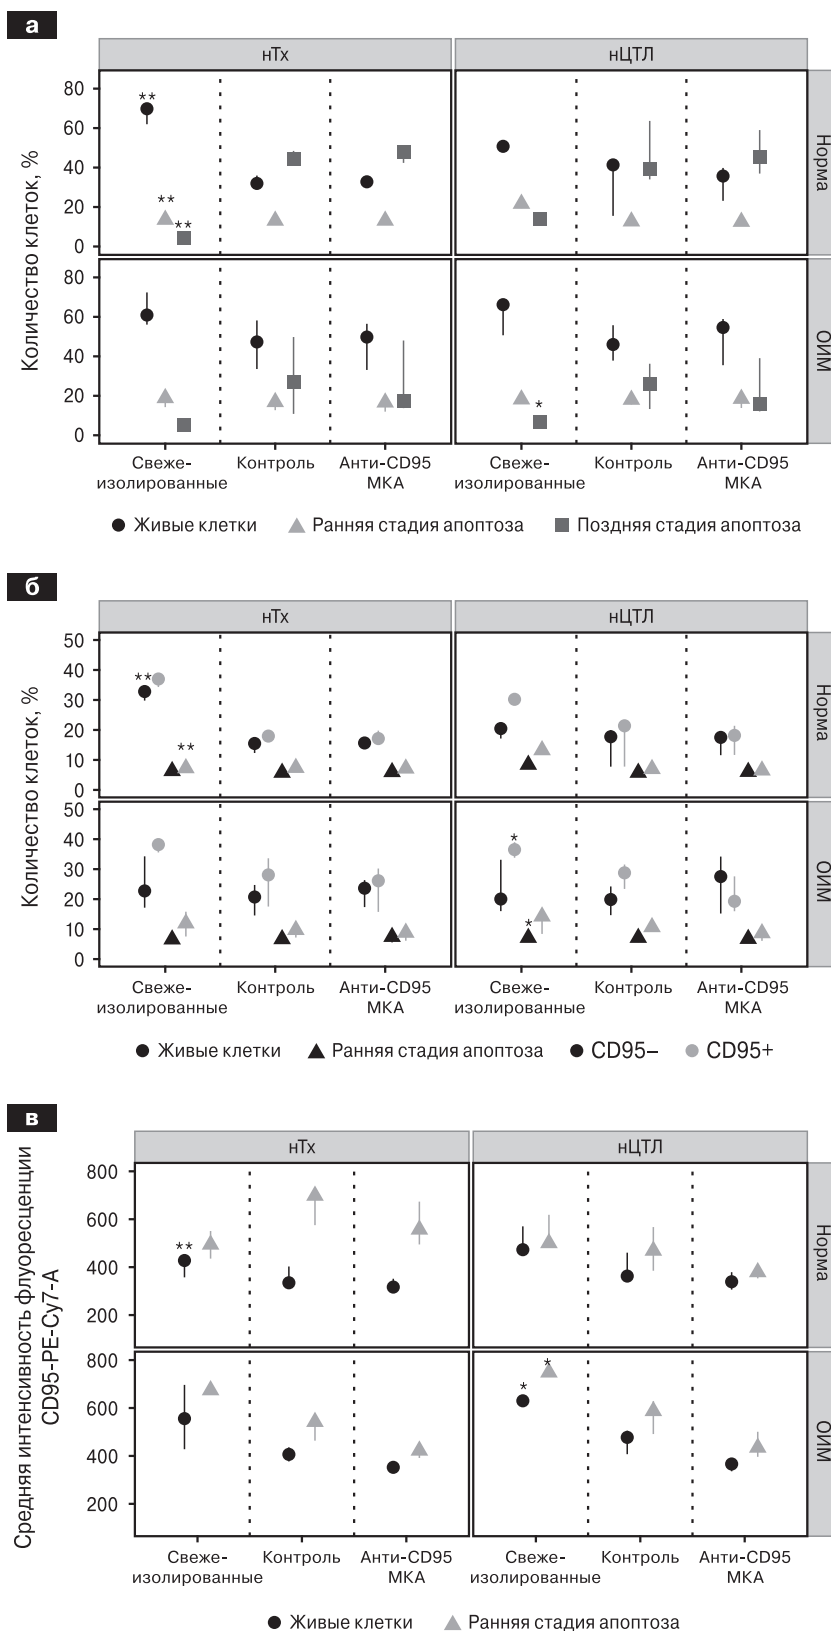 а
нТх нЦТЛ
Количество клеток, %
80
60
40
20
0
**
**
**
Норма
Количество клеток, %
80
60
40
20
0
*
ОИМ
Свеже-изолированные Контроль Анти-CD95 МКА Свеже-изолированные Контроль Анти-CD95 МКА
Живые клетки Ранняя стадия апоптоза Поздняя стадия апоптоза
б
нТх нЦТЛ
Количество клеток, %
50
40
30
20
10
0
**
**
Норма
Количество клеток, %
50
40
30
20
10
0
*
*
ОИМ
Свеже-изолированные Контроль Анти-CD95 МКА Свеже-изолированные Контроль Анти-CD95 МКА
Живые клетки Ранняя стадия апоптоза CD95– CD95+
в
нТх нЦТЛ
Средняя интенсивность флуоресценции
CD95-PE-Cy7-A
800
600
400
200
**
Норма
800
600
400
200
*
*
ОИМ
Свеже-изолированные Контроль Анти-CD95 МКА Свеже-изолированные Контроль Анти-CD95 МКА
Живые клетки Ранняя стадия апоптоза